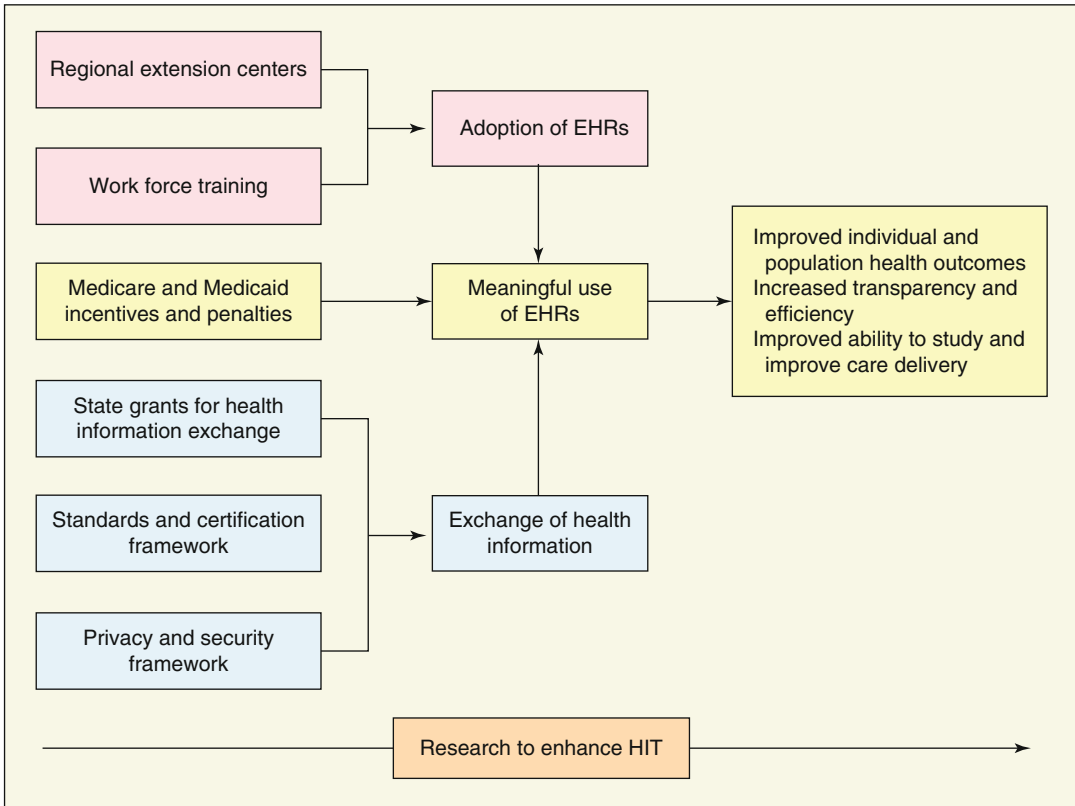 Regional extension centers
Work force training
Adoption of EHRs
Medicare and Medicaid
incentives and penalties
Meaningful use
of EHRs
Improved individual and
population health outcomes
Increased transparency and
efficiency
Improved ability to study and
improve care delivery
State grants for health
information exchange
Standards and certification
framework
Privacy and security
framework
Exchange of health
information
Research to enhance HIT